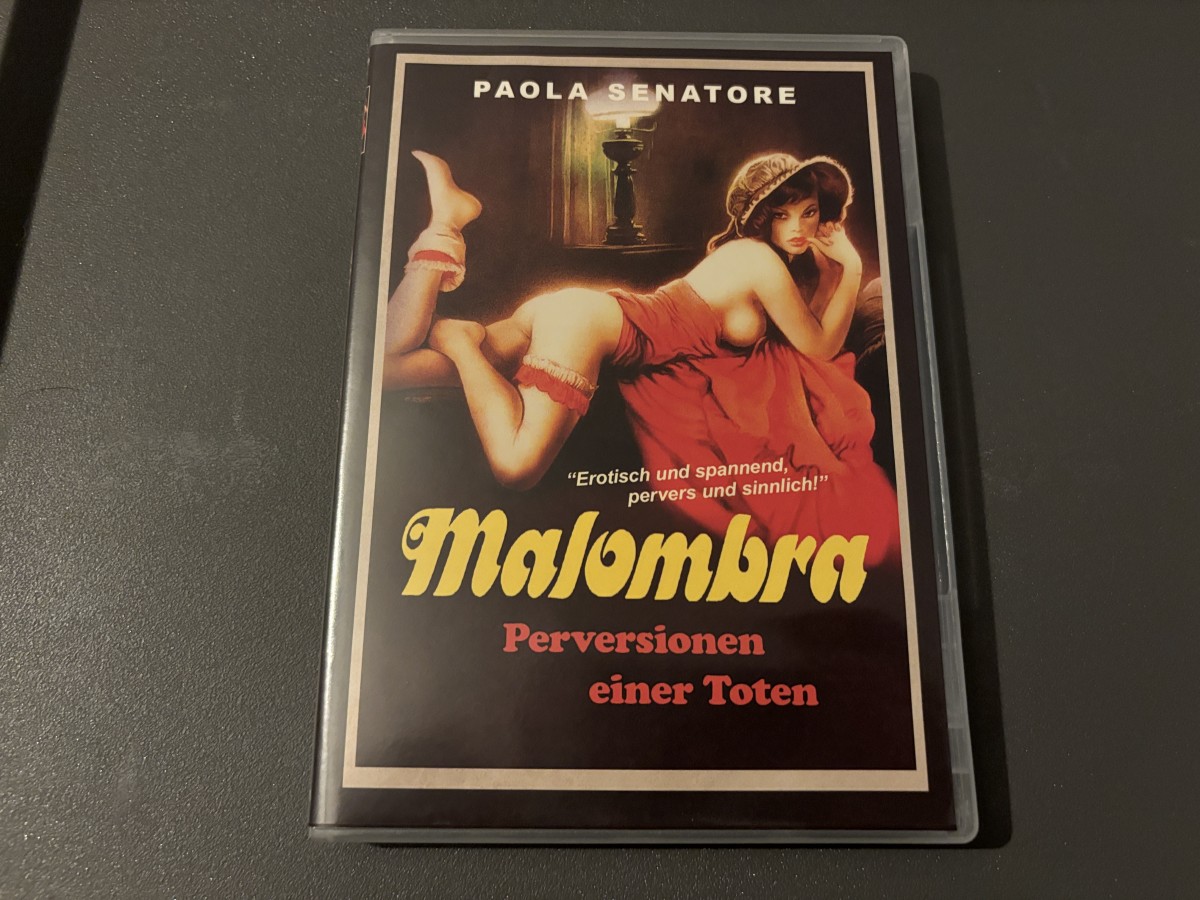 PAOLA SENATORE
“Erotisch und spannend,
pervers und sinnlich!”
Malombra
Perversionen
einer Toten